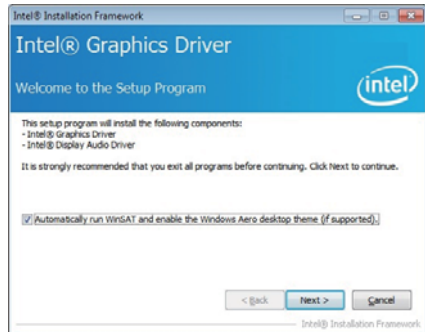 Intel® Installation Framework
Intel® Graphics Driver
Welcome to the Setup Program
intel
This setup program will install the following components:
- Intel® Graphics Driver
- Intel® Display Audio Driver
It is strongly recommended that you exit all programs before continuing. Click Next to continue.
Automatically run WinSAT and enable the Windows Aero desktop theme (if supported).
< Back Next > Cancel
Intel® Installation Framework